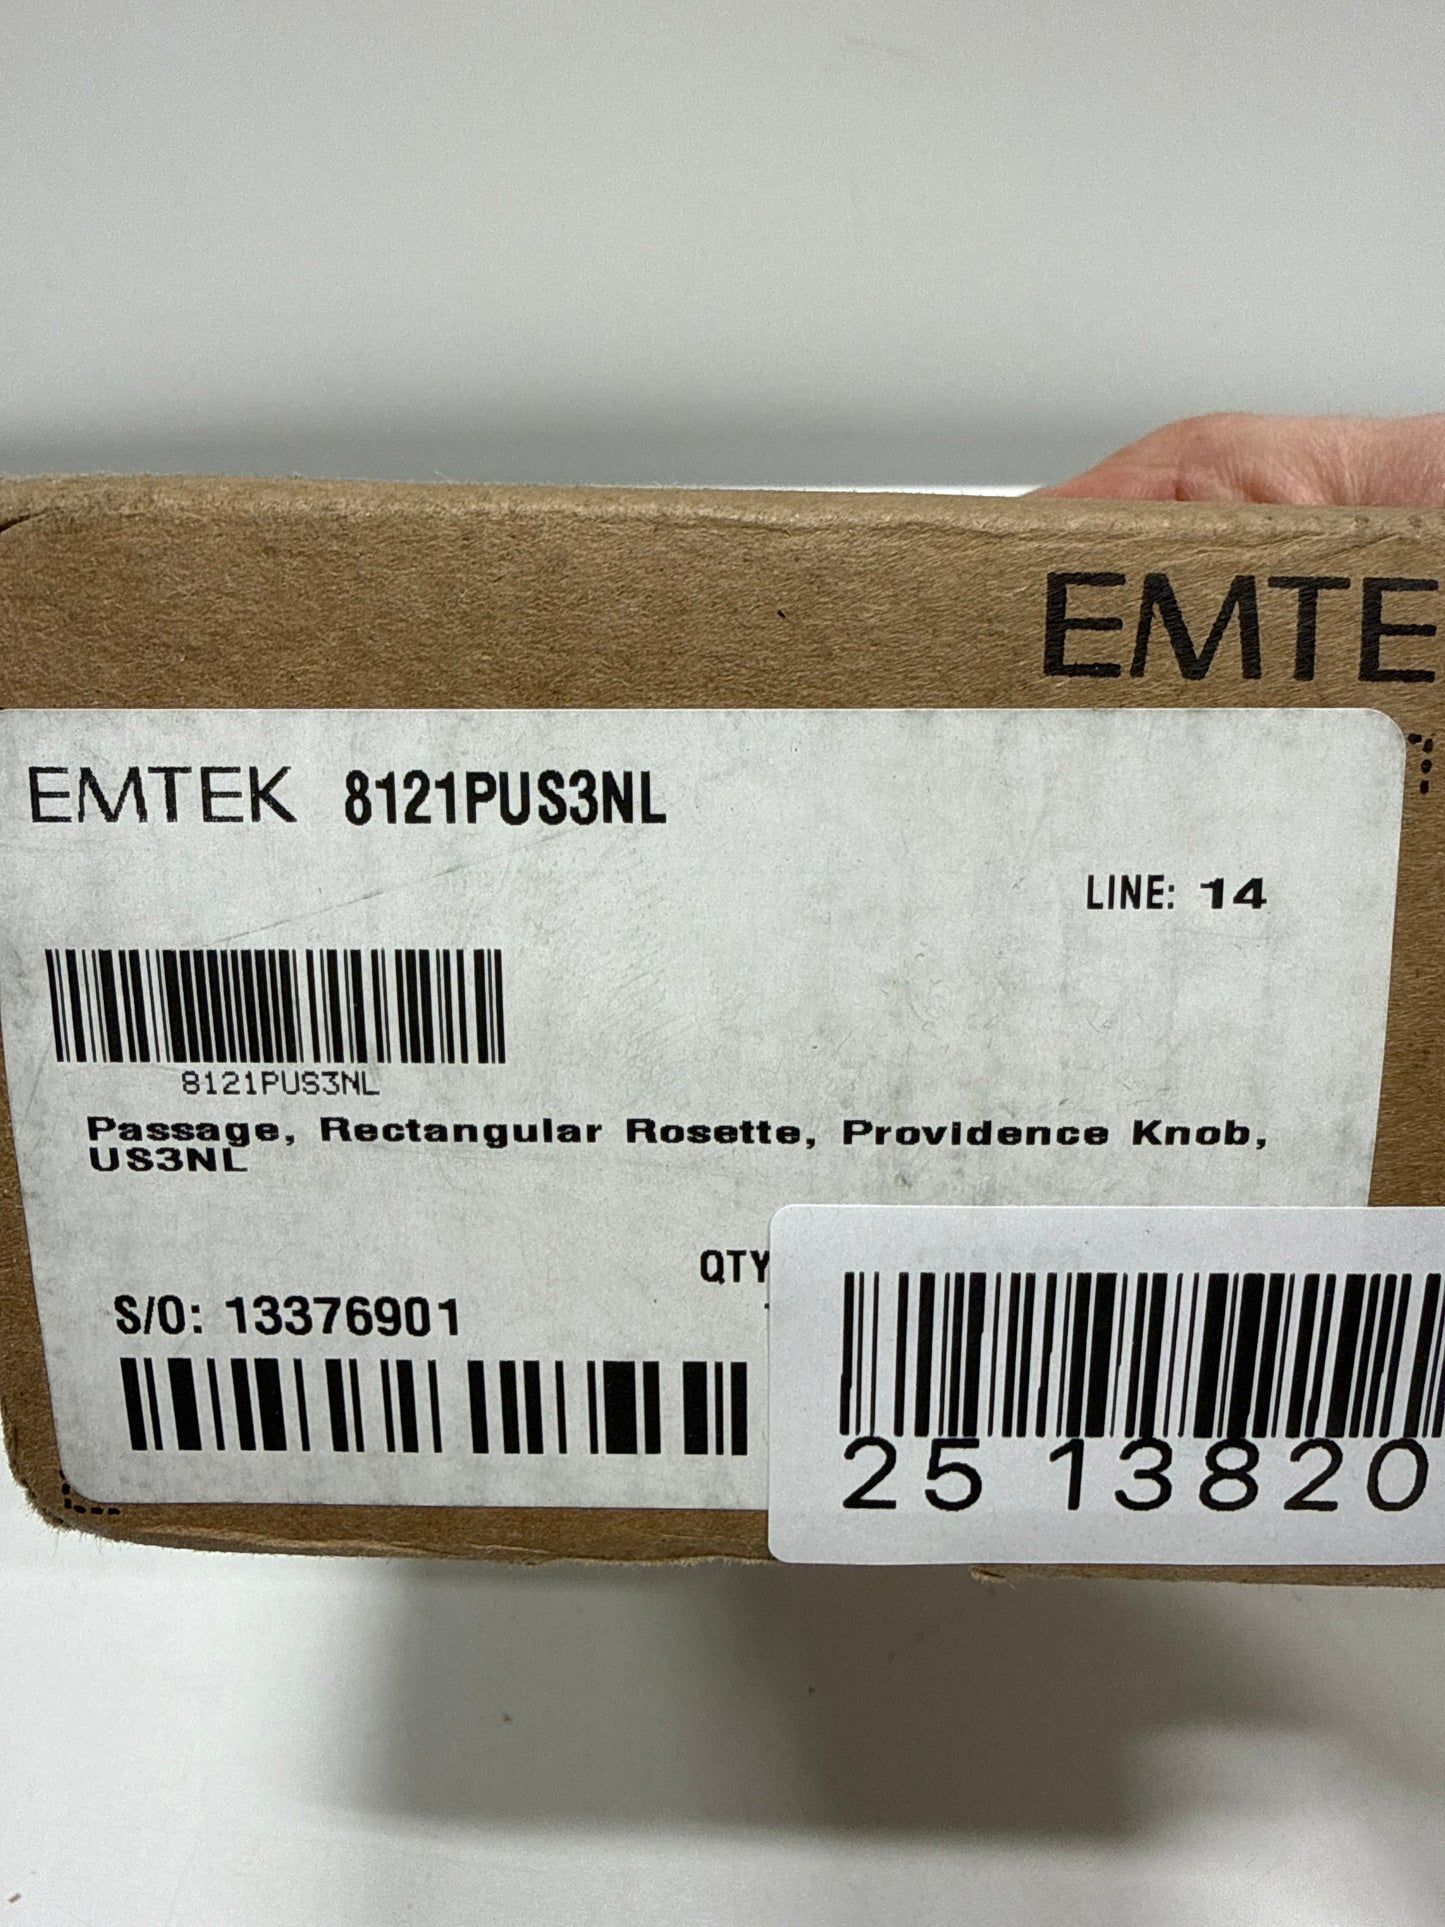 EMTE
EMTEK 8121PUS3NL
LINE: 14
8121PUS3NL
Passage, Rectangular Rosette, Providence Knob,
US3NL
QTY
S/O: 13376901
25 13820